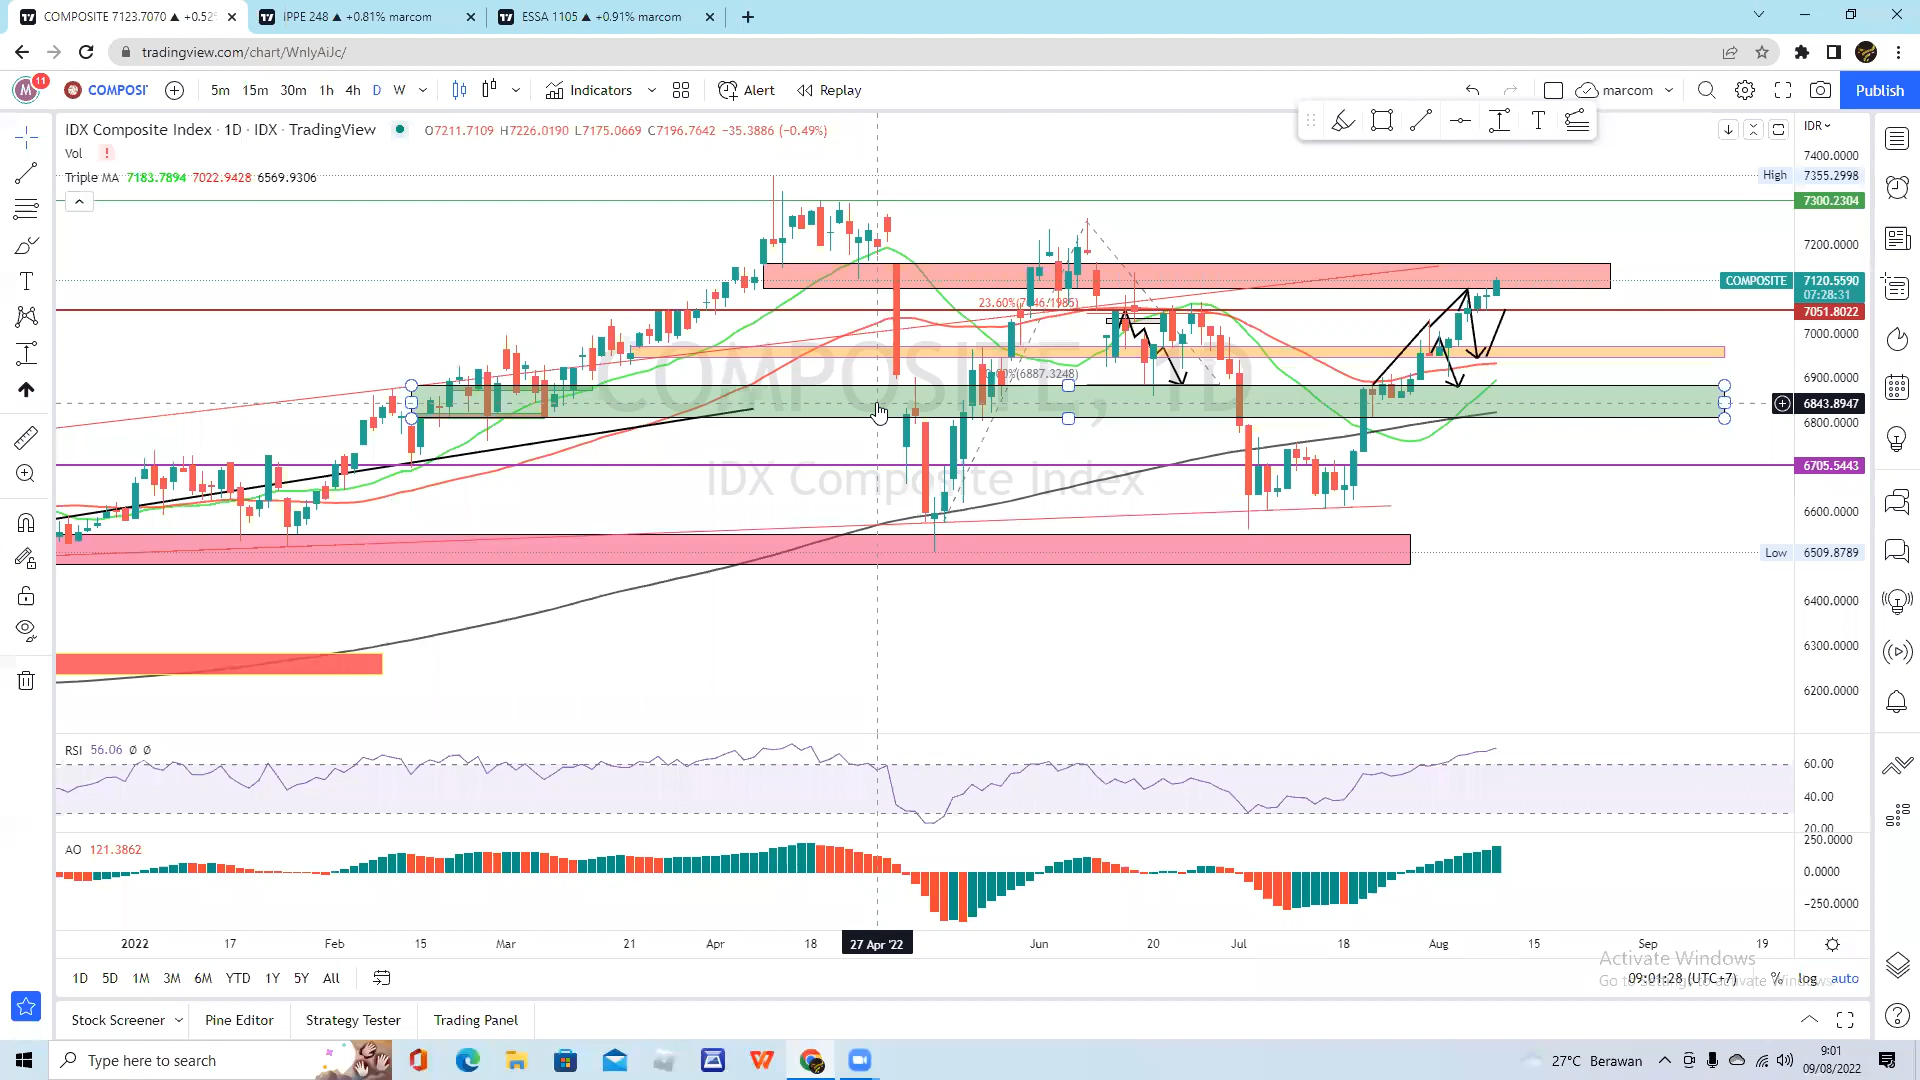 COMPOSITE 7123.7070 ▲ +0.52%
IPPE 248 ▲ +0.81% marcom
ESSA 1105 ▲ +0.91% marcom
tradingview.com/chart/WnlyAiJc/
M
11
COMPOSI
5m 15m 30m 1h 4h D W
Indicators
Alert
Replay
marcom
Publish
IDX Composite Index · 1D · IDX · TradingView
O7211.7109 H7226.0190 L7175.0669 C7196.7642 −35.3886 (−0.49%)
IDR
Vol !
Triple MA 7183.7894 7022.9428 6569.9306
7400.0000
High 7355.2998
7300.2304
7200.0000
COMPOSITE 7120.5590
07:28:31
7051.8022
7000.0000
6900.0000
6843.8947
6800.0000
6705.5443
6600.0000
Low 6509.8789
6400.0000
6300.0000
6200.0000
COMPOSITE, 1D
IDX Composite Index
RSI 56.06 Ø Ø
60.00
40.00
20.00
AO 121.3862
250.0000
0.0000
−250.0000
2022 17 Feb 15 Mar 21 Apr 18 27 Apr '22 Jun 20 Jul 18 Aug 15 Sep 19
1D 5D 1M 3M 6M YTD 1Y 5Y All
09:01:28 (UTC+7) % log auto
Activate Windows
Stock Screener Pine Editor Strategy Tester Trading Panel
Type here to search
27°C Berawan
9:01
09/08/2022